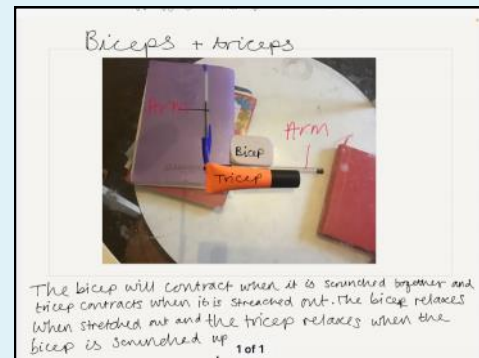 Biceps + triceps
Arm
Arm
Bicep
Tricep
The bicep will contract when it is scrunched together and
tricep contracts when it is streached out. The bicep relaxes
when stretched out and the tricep relaxes when the
bicep is scrunched up
1 of 1